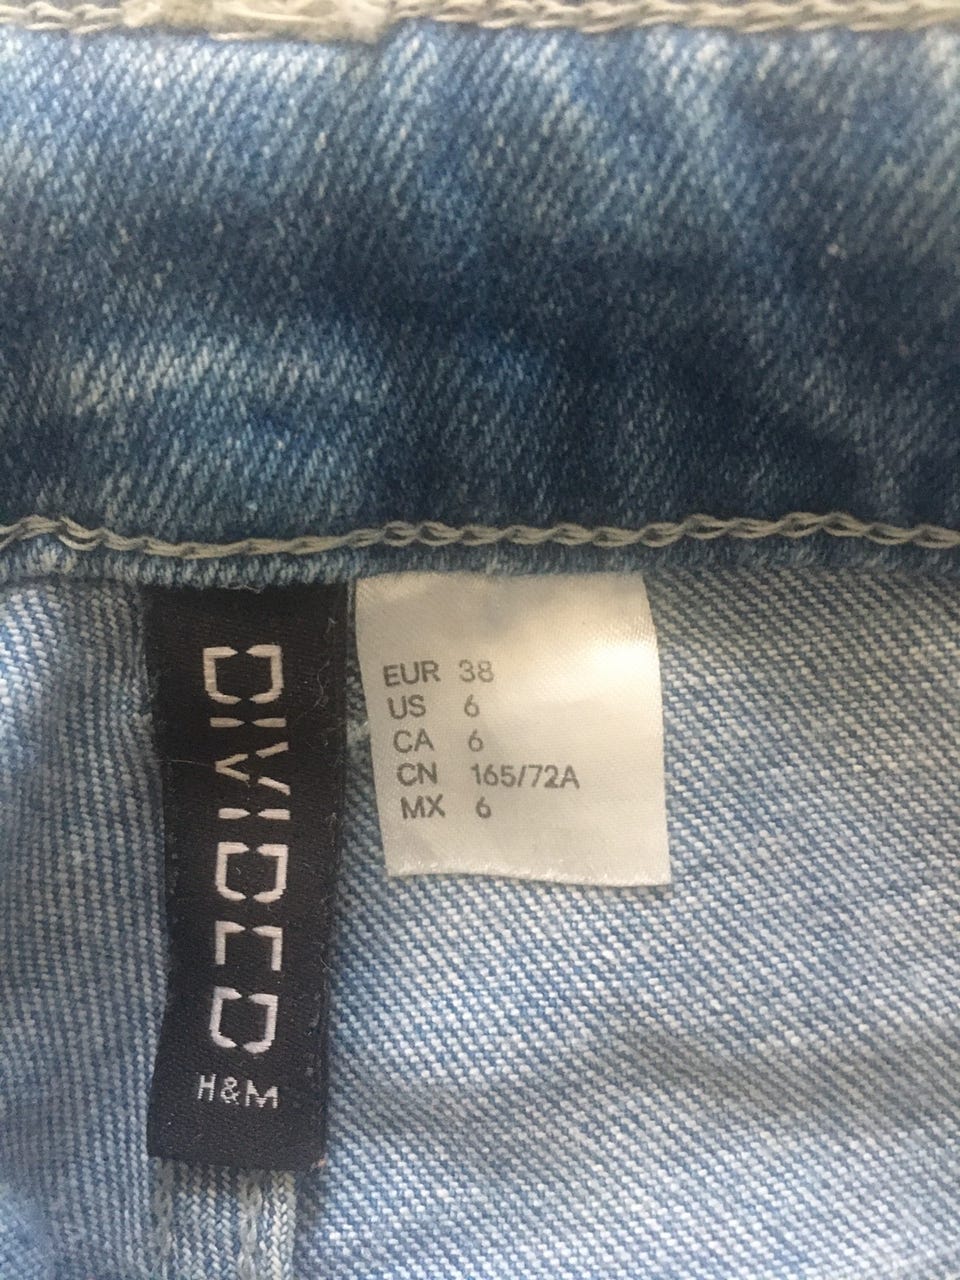 DIVIDED
H&M
EUR 38
US 6
CA 6
CN 165/72A
MX 6